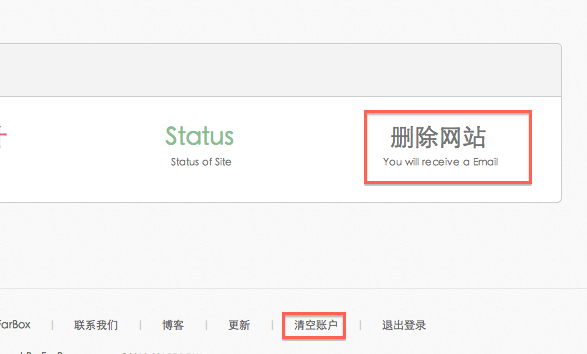 Status
删除网站
Status of Site
You will receive a Email
FarBox | 联系我们 | 博客 | 更新 | 清空账户 | 退出登录